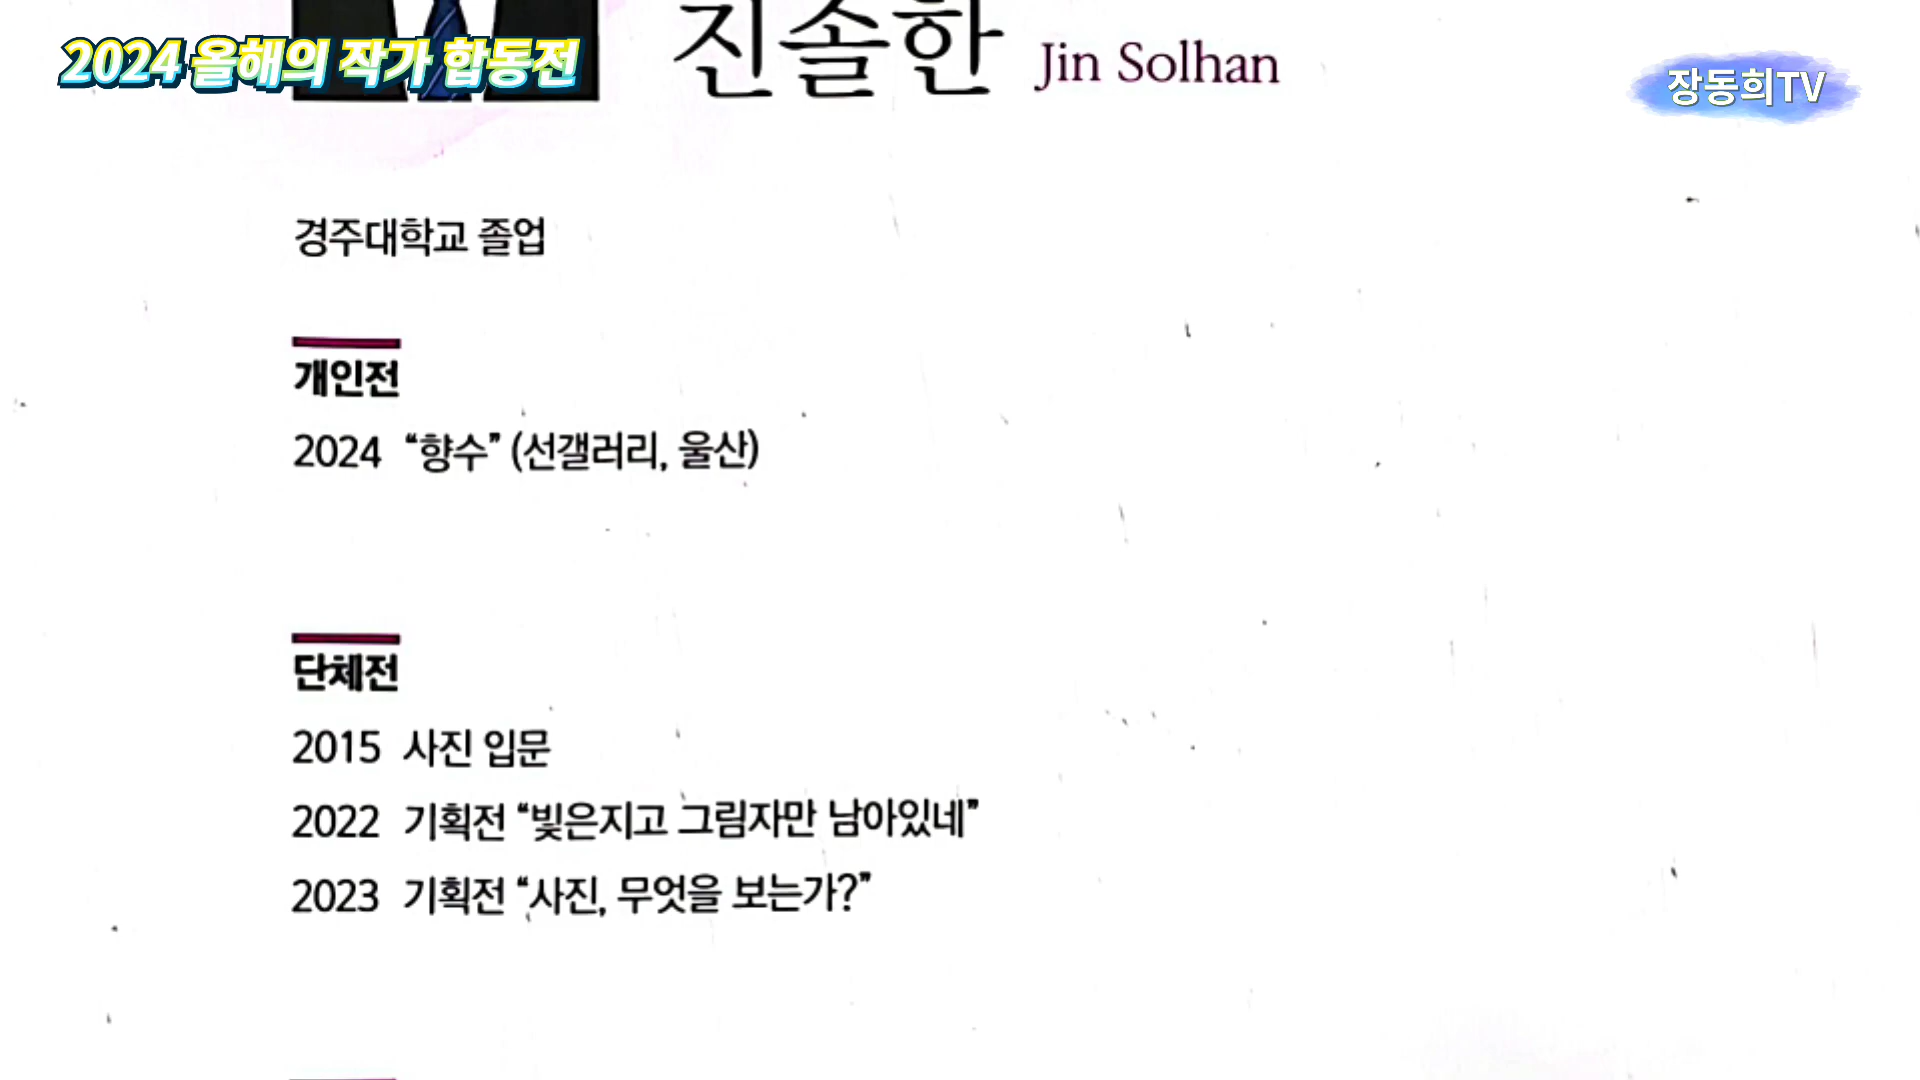 2024 올해의 작가 합동전
진솔한 Jin Solhan
장동희TV
경주대학교 졸업
개인전
2024 “향수” (선갤러리, 울산)
단체전
2015 사진 입문
2022 기획전 “빛은지고 그림자만 남아있네”
2023 기획전 “사진, 무엇을 보는가?”